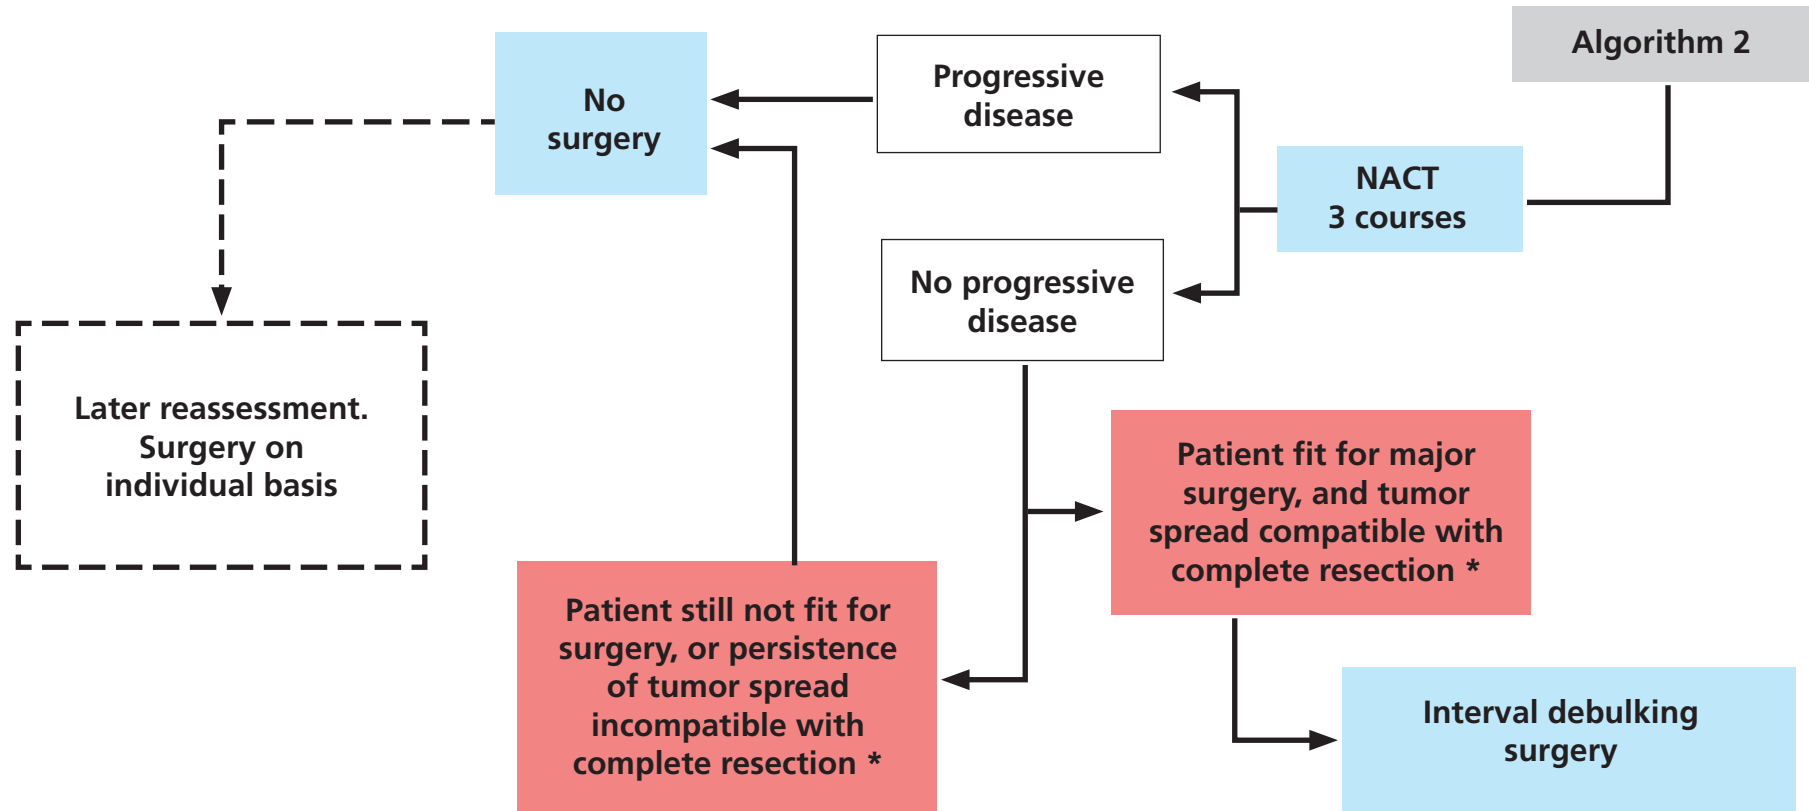 Algorithm 2
NACT
3 courses
Progressive
disease
No
surgery
No progressive
disease
Later reassessment.
Surgery on
individual basis
Patient fit for major
surgery, and tumor
spread compatible with
complete resection *
Patient still not fit for
surgery, or persistence
of tumor spread
incompatible with
complete resection *
Interval debulking
surgery